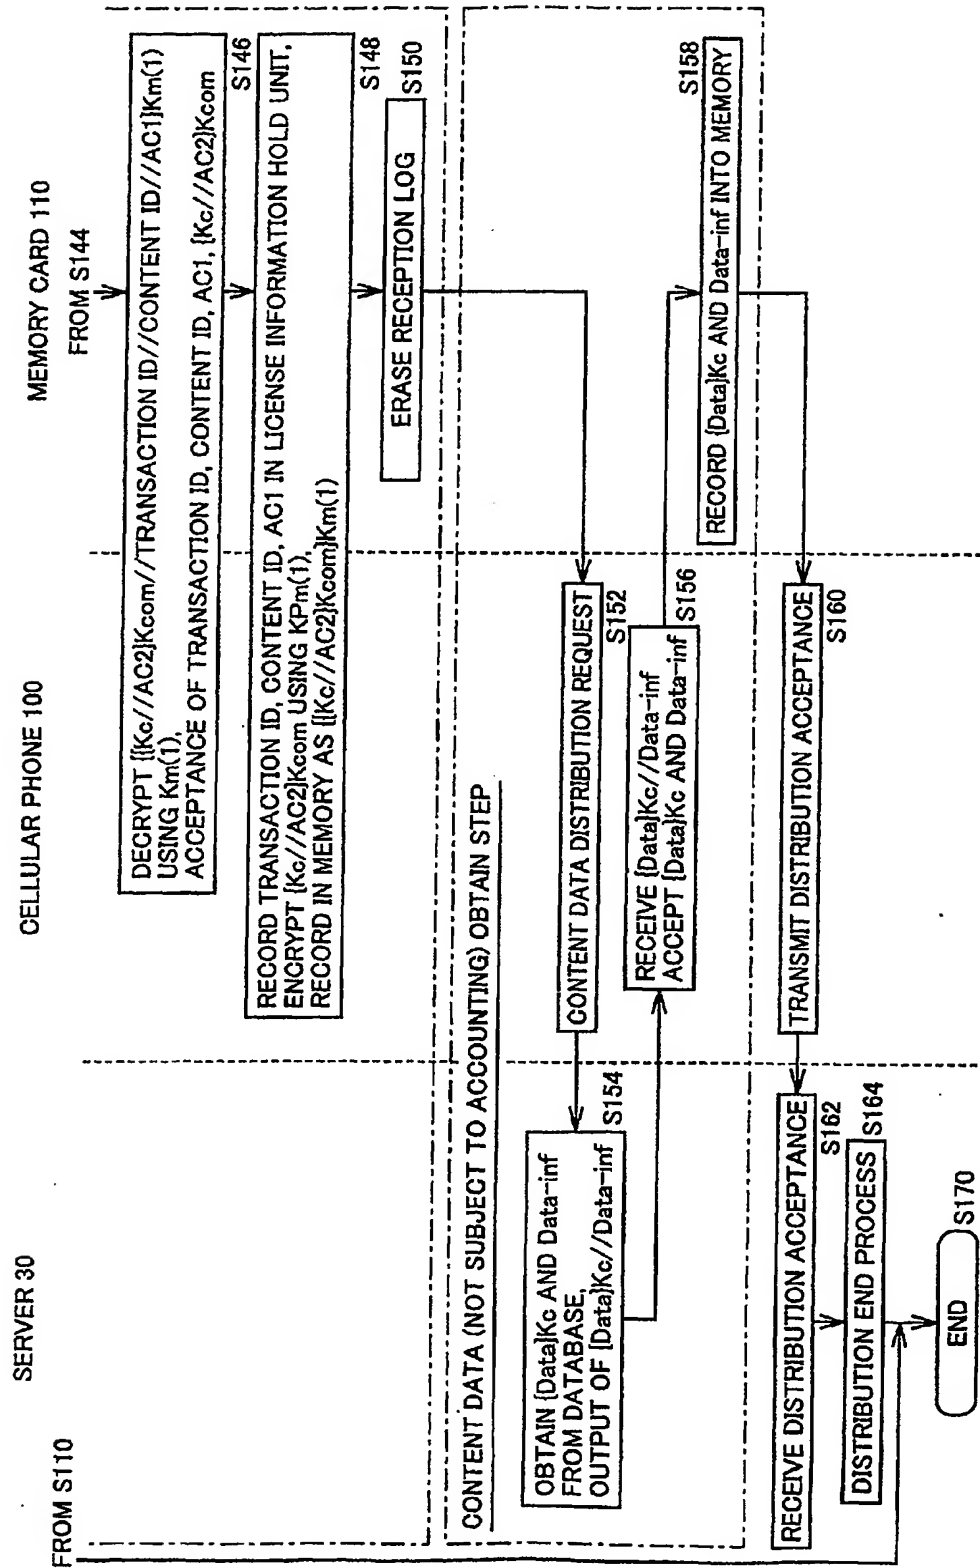 SERVER 30
CELLULAR PHONE 100
MEMORY CARD 110
FROM S110
FROM S144
DECRYPT {{Kc//AC2}Kcom//TRANSACTION ID//CONTENT ID//AC1}Km(1)
USING Km(1),
ACCEPTANCE OF TRANSACTION ID, CONTENT ID, AC1, {Kc//AC2}Kcom
S146
RECORD TRANSACTION ID, CONTENT ID, AC1 IN LICENSE INFORMATION HOLD UNIT,
ENCRYPT {Kc//AC2}Kcom USING KPm(1),
RECORD IN MEMORY AS {{Kc//AC2}Kcom}Km(1)
S148
ERASE RECEPTION LOG
S150
CONTENT DATA (NOT SUBJECT TO ACCOUNTING) OBTAIN STEP
CONTENT DATA DISTRIBUTION REQUEST
S152
OBTAIN {Data}Kc AND Data-inf
FROM DATABASE,
OUTPUT OF {Data}Kc//Data-inf
S154
RECEIVE {Data}Kc//Data-inf
ACCEPT {Data}Kc AND Data-inf
S156
RECORD {Data}Kc AND Data-inf INTO MEMORY
S158
TRANSMIT DISTRIBUTION ACCEPTANCE
S160
RECEIVE DISTRIBUTION ACCEPTANCE
S162
DISTRIBUTION END PROCESS
S164
END
S170